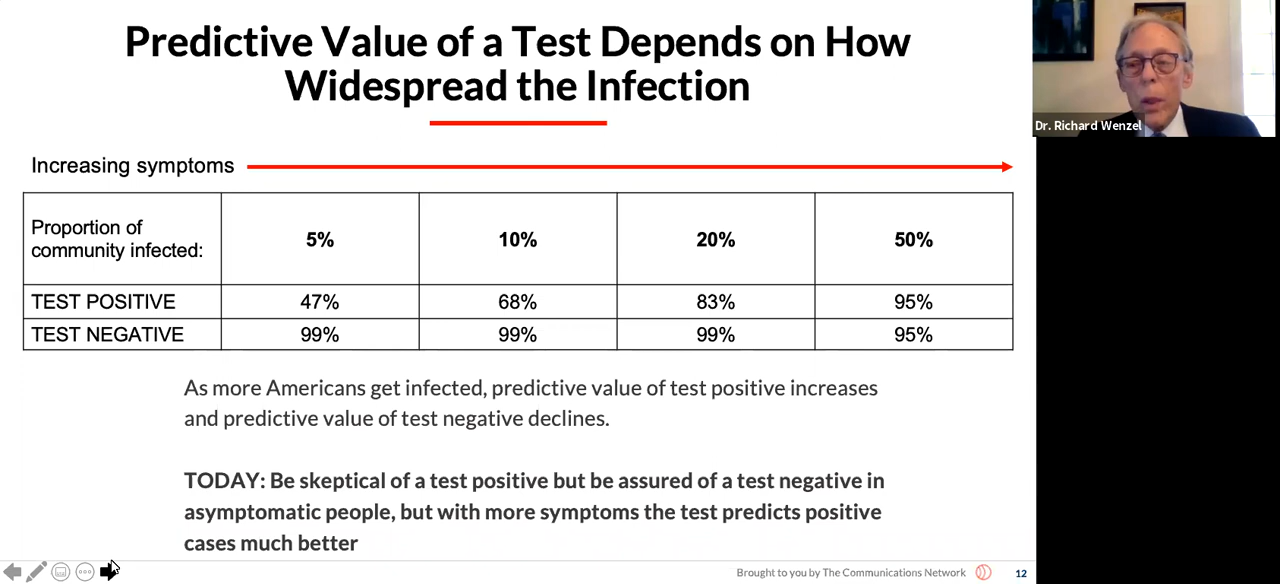 Predictive Value of a Test Depends on How
Widespread the Infection
Dr. Richard Wenzel
Increasing symptoms
Proportion of
community infected:
5%
10%
20%
50%
TEST POSITIVE
47%
68%
83%
95%
TEST NEGATIVE
99%
99%
99%
95%
As more Americans get infected, predictive value of test positive increases
and predictive value of test negative declines.
TODAY: Be skeptical of a test positive but be assured of a test negative in
asymptomatic people, but with more symptoms the test predicts positive
cases much better
Brought to you by The Communications Network
12